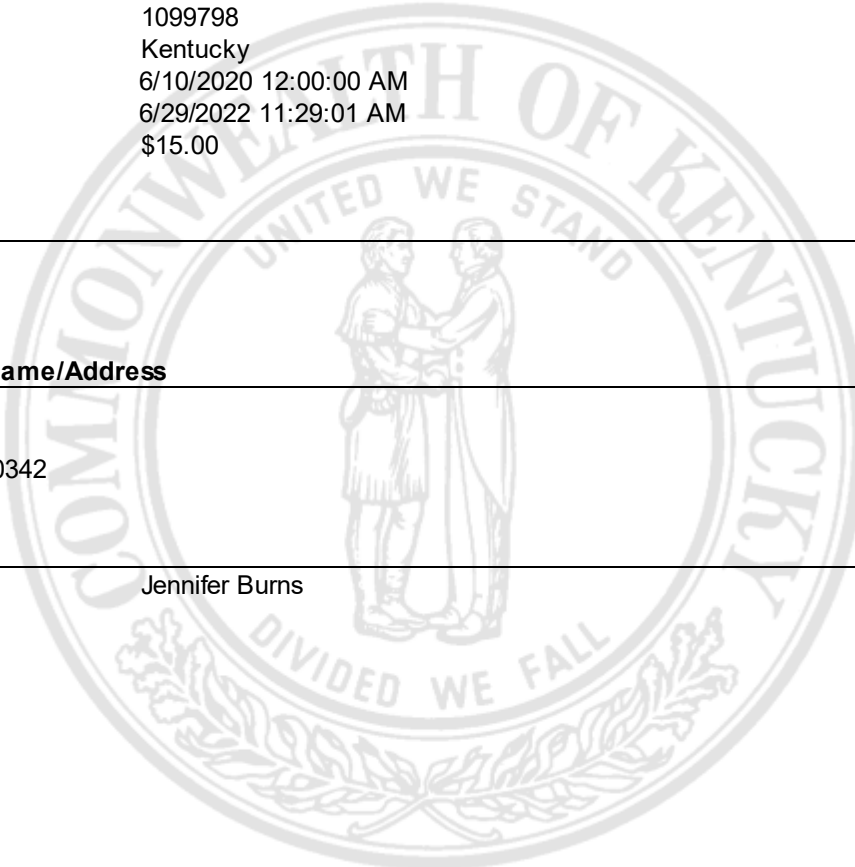 1099798
Kentucky
6/10/2020 12:00:00 AM
6/29/2022 11:29:01 AM
$15.00
COMMONWEALTH OF KENTUCKY
UNITED WE STAND
ame/Address
0342
Jennifer Burns
DIVIDED WE FALL